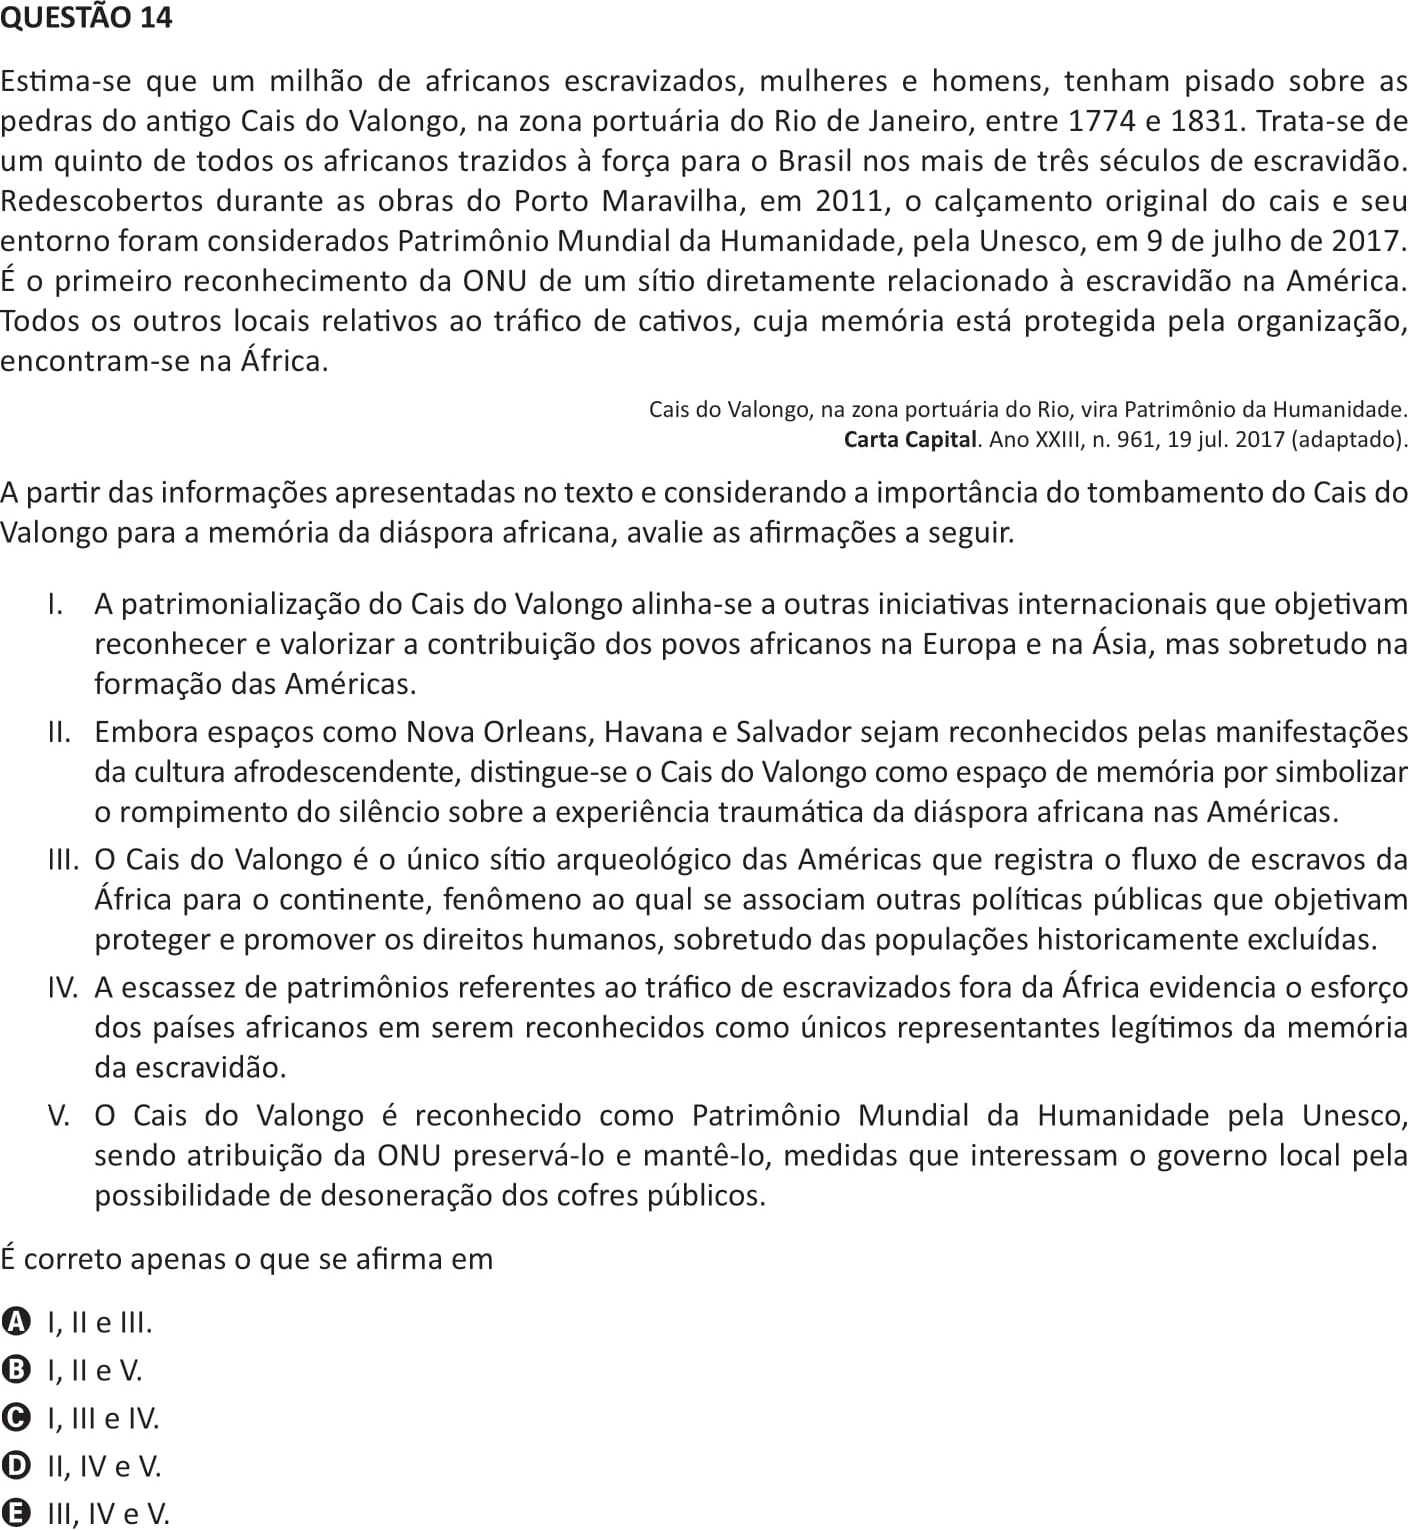 QUESTÃO 14
Estima-se que um milhão de africanos escravizados, mulheres e homens, tenham pisado sobre as
pedras do antigo Cais do Valongo, na zona portuária do Rio de Janeiro, entre 1774 e 1831. Trata-se de
um quinto de todos os africanos trazidos à força para o Brasil nos mais de três séculos de escravidão.
Redescobertos durante as obras do Porto Maravilha, em 2011, o calçamento original do cais e seu
entorno foram considerados Patrimônio Mundial da Humanidade, pela Unesco, em 9 de julho de 2017.
É o primeiro reconhecimento da ONU de um sítio diretamente relacionado à escravidão na América.
Todos os outros locais relativos ao tráfico de cativos, cuja memória está protegida pela organização,
encontram-se na África.
Cais do Valongo, na zona portuária do Rio, vira Patrimônio da Humanidade.
Carta Capital. Ano XXIII, n. 961, 19 jul. 2017 (adaptado).
A partir das informações apresentadas no texto e considerando a importância do tombamento do Cais do
Valongo para a memória da diáspora africana, avalie as afirmações a seguir.
I. A patrimonialização do Cais do Valongo alinha-se a outras iniciativas internacionais que objetivam
reconhecer e valorizar a contribuição dos povos africanos na Europa e na Ásia, mas sobretudo na
formação das Américas.
II. Embora espaços como Nova Orleans, Havana e Salvador sejam reconhecidos pelas manifestações
da cultura afrodescendente, distingue-se o Cais do Valongo como espaço de memória por simbolizar
o rompimento do silêncio sobre a experiência traumática da diáspora africana nas Américas.
III. O Cais do Valongo é o único sítio arqueológico das Américas que registra o fluxo de escravos da
África para o continente, fenômeno ao qual se associam outras políticas públicas que objetivam
proteger e promover os direitos humanos, sobretudo das populações historicamente excluídas.
IV. A escassez de patrimônios referentes ao tráfico de escravizados fora da África evidencia o esforço
dos países africanos em serem reconhecidos como únicos representantes legítimos da memória
da escravidão.
V. O Cais do Valongo é reconhecido como Patrimônio Mundial da Humanidade pela Unesco,
sendo atribuição da ONU preservá-lo e mantê-lo, medidas que interessam o governo local pela
possibilidade de desoneração dos cofres públicos.
É correto apenas o que se afirma em
A I, II e III.
B I, II e V.
C I, III e IV.
D II, IV e V.
E III, IV e V.